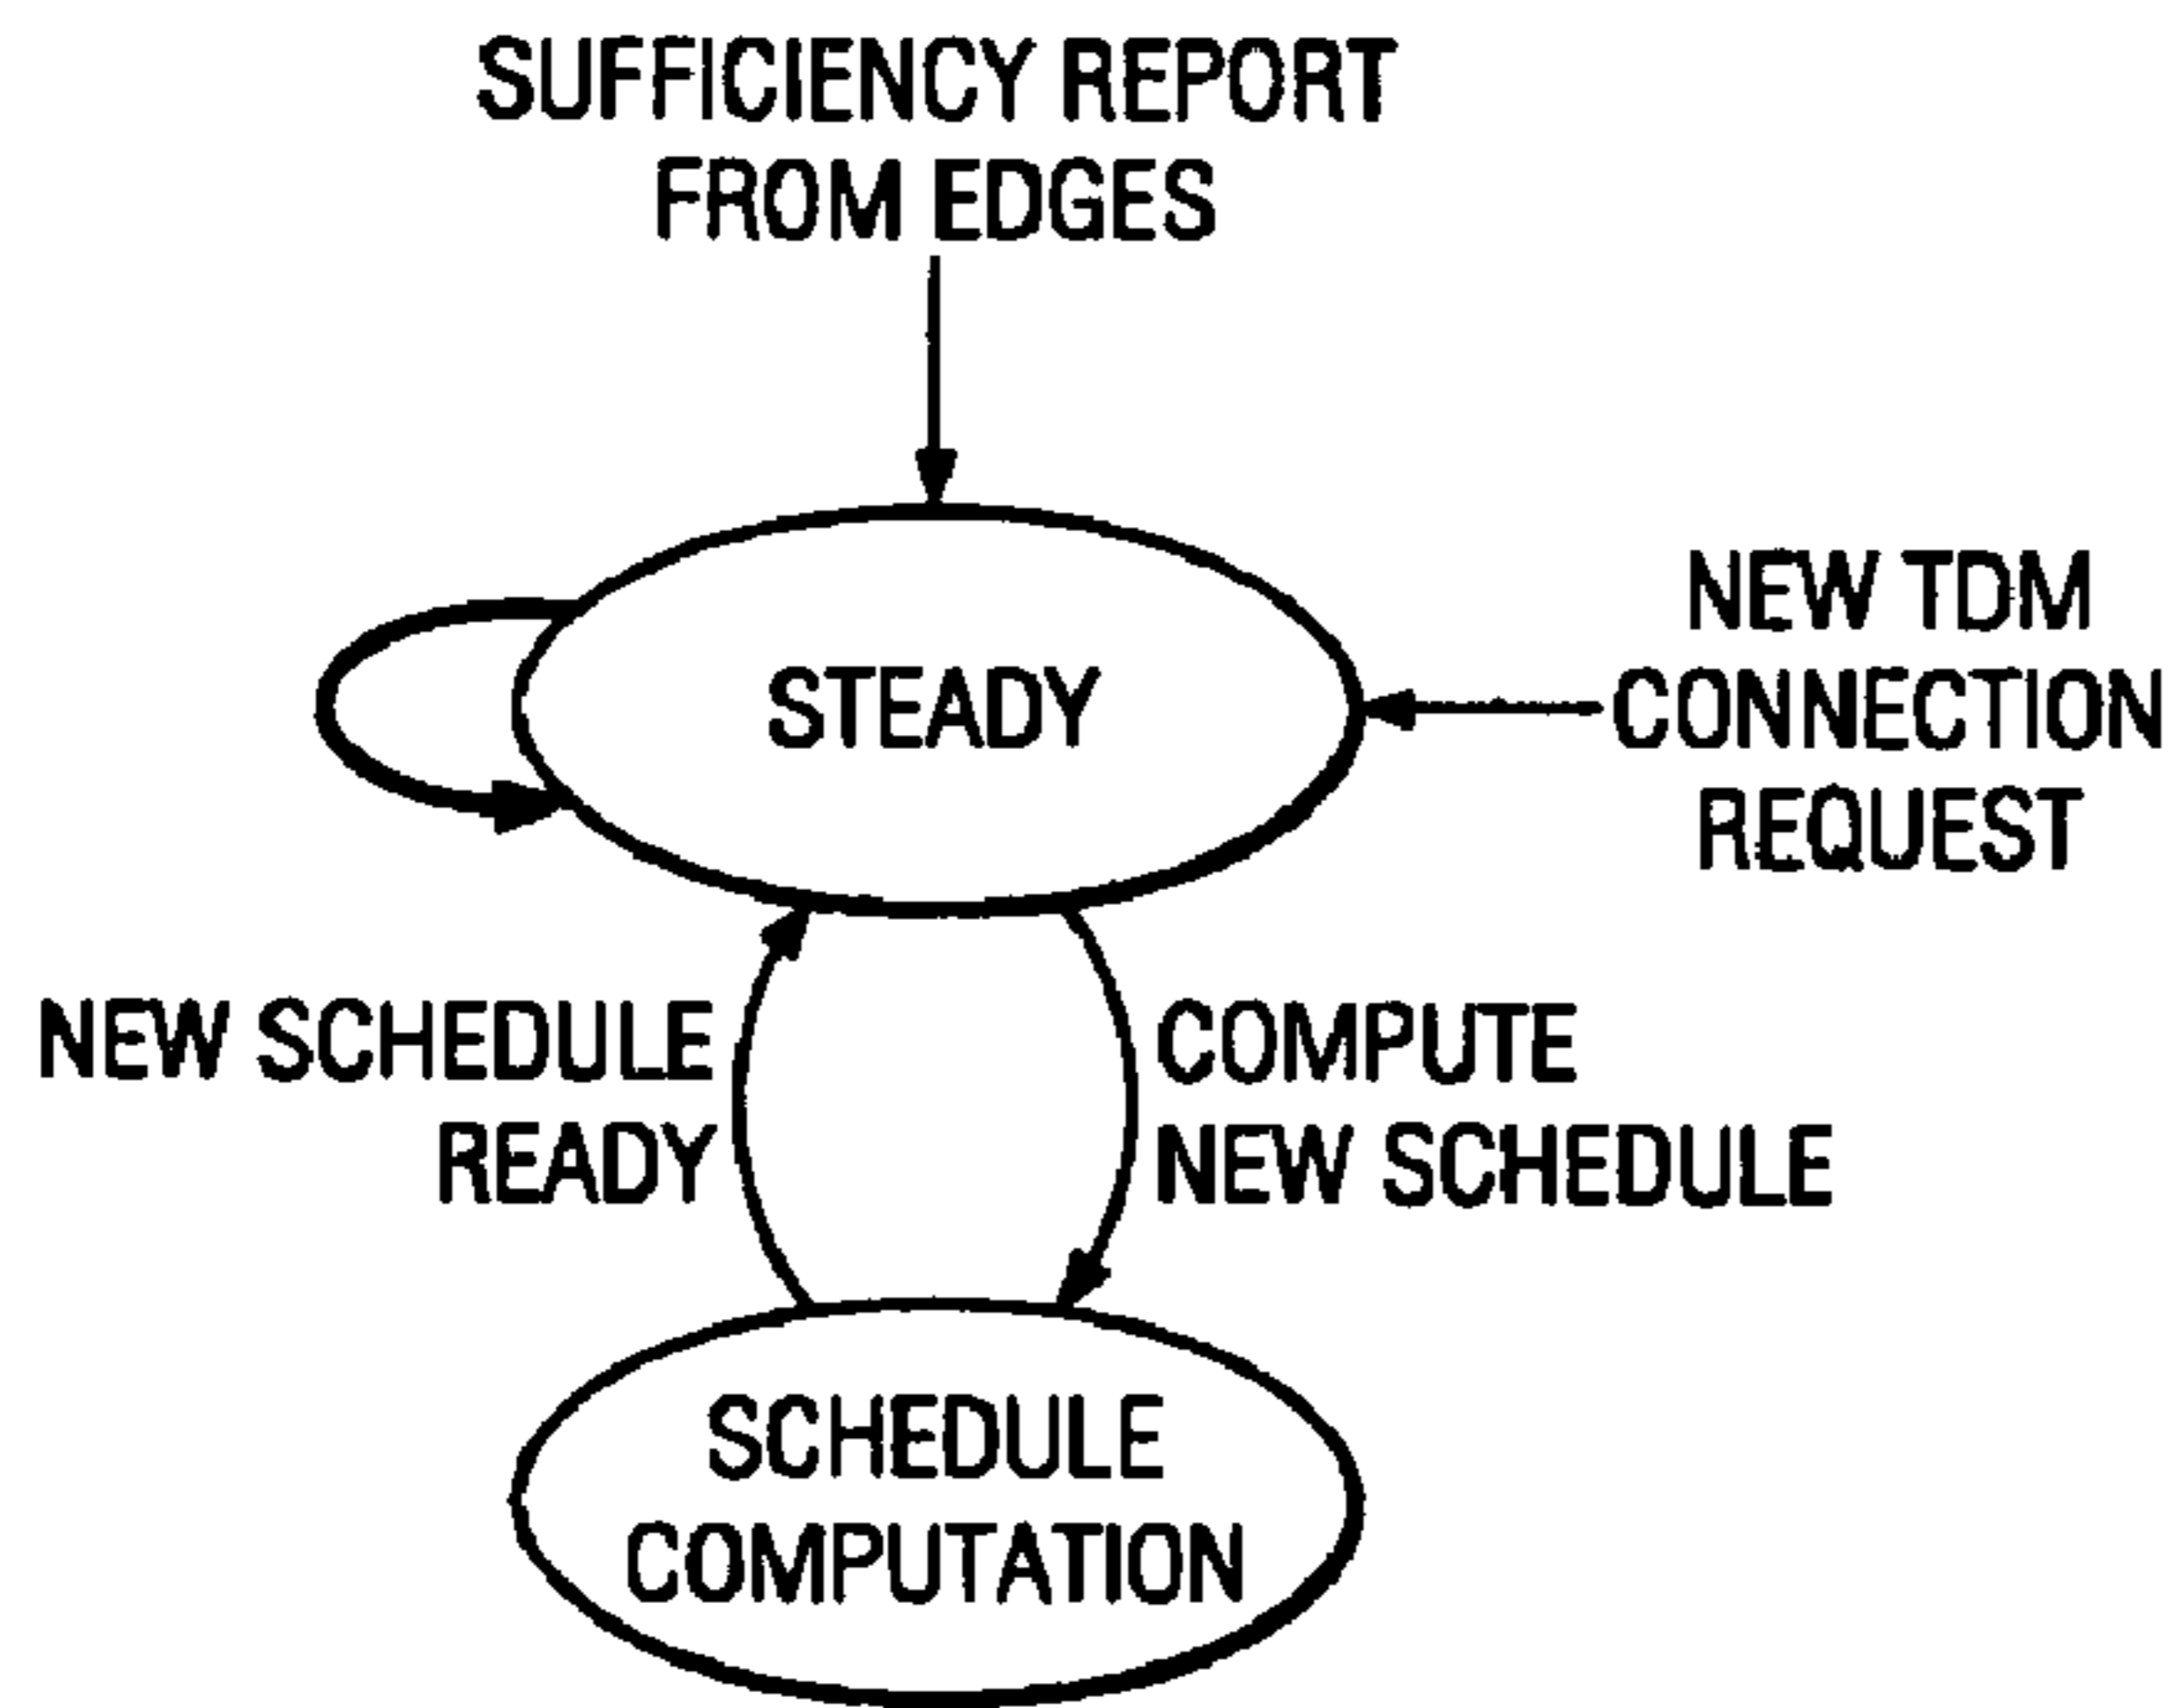 SUFFICIENCY REPORT
FROM EDGES
STEADY
NEW TDM
CONNECTION
REQUEST
NEW SCHEDULE
READY
COMPUTE
NEW SCHEDULE
SCHEDULE
COMPUTATION